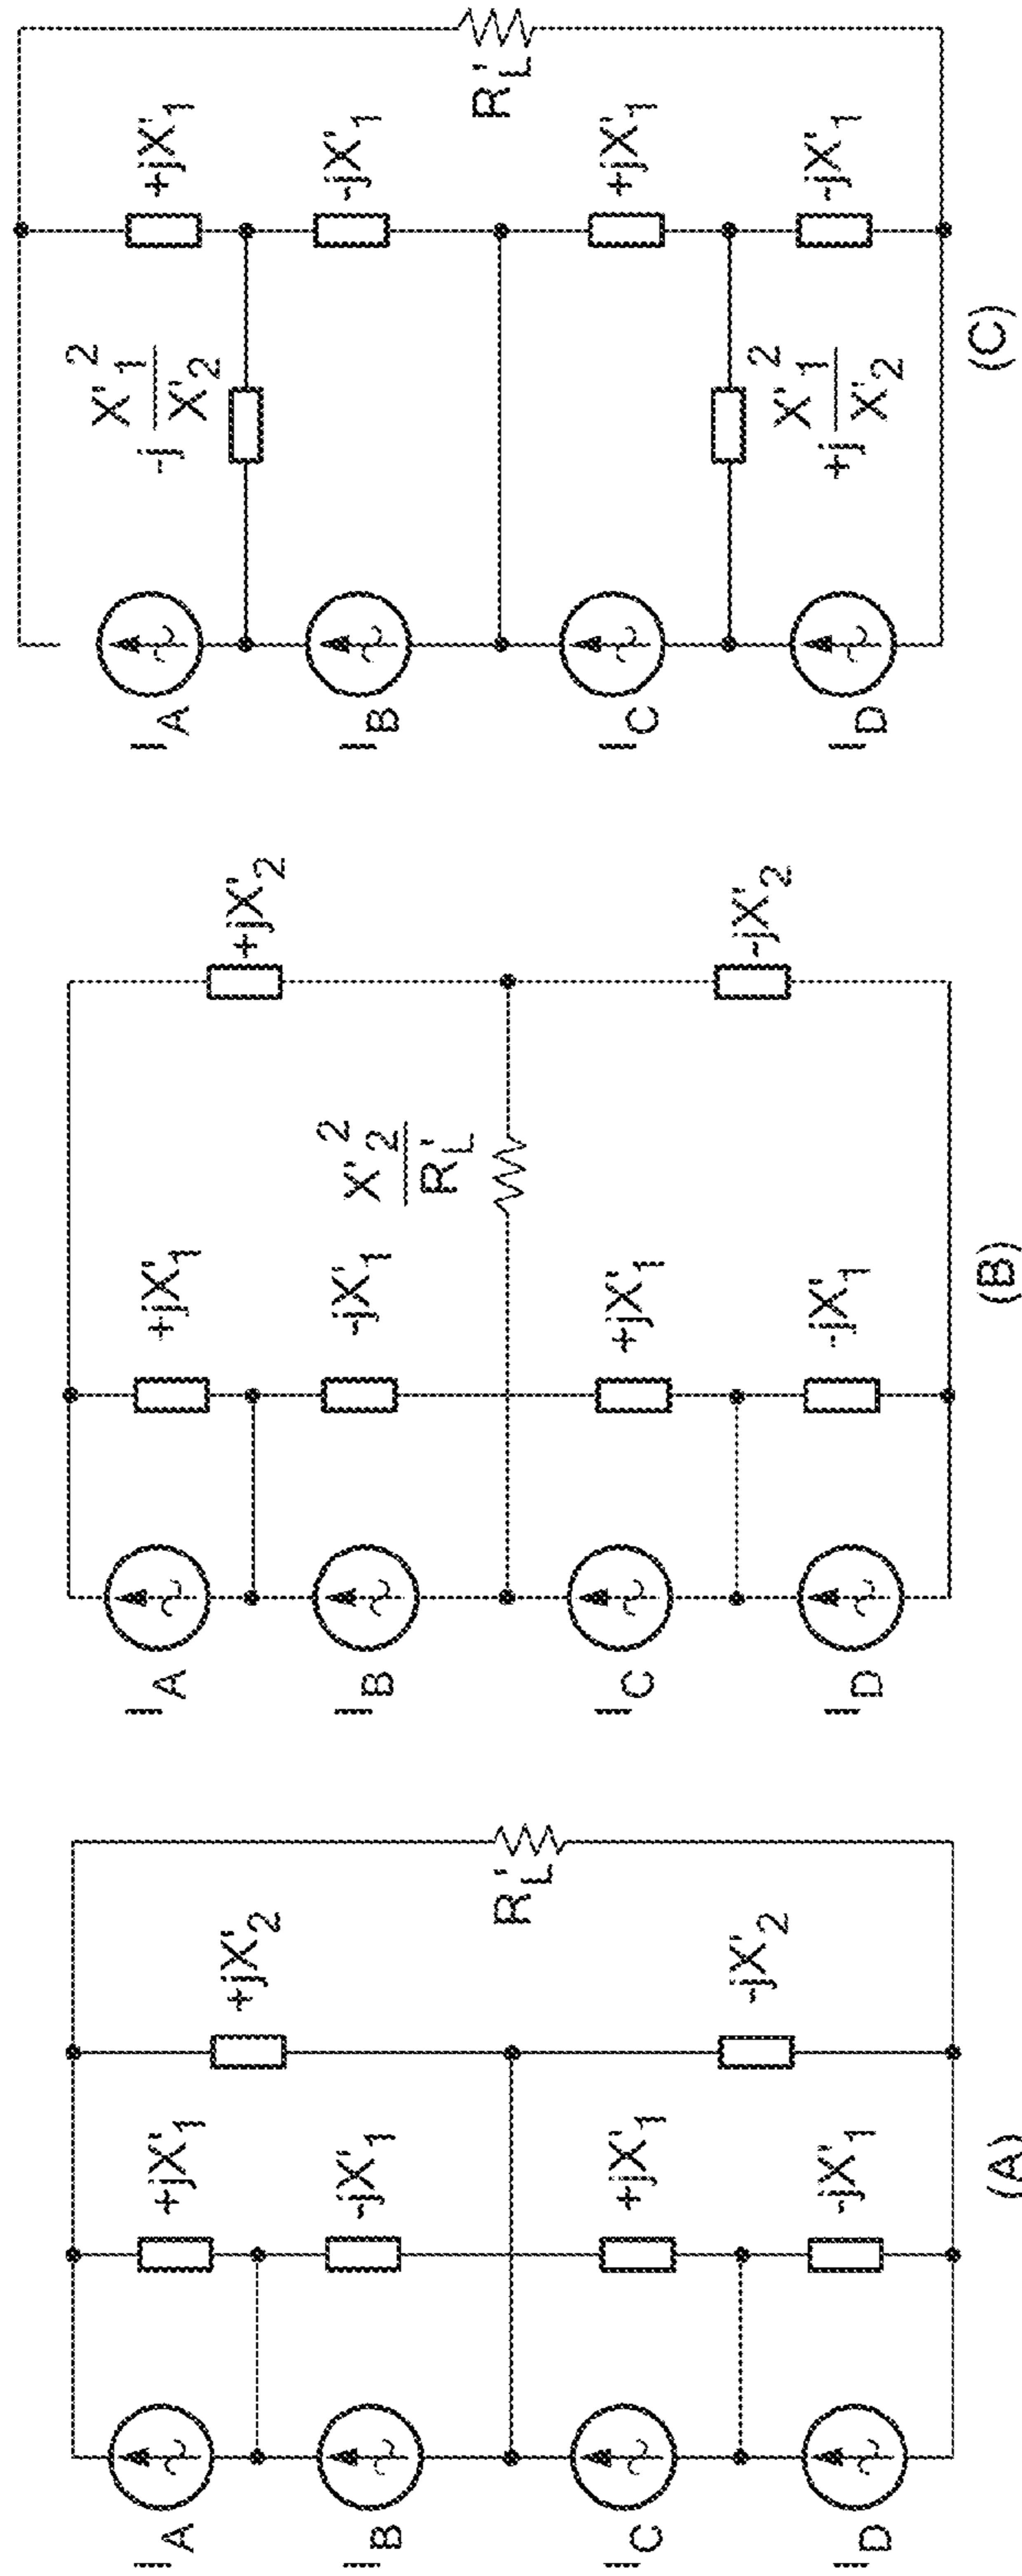 I_A
I_B
I_C
I_D
+jX'_1
-jX'_1
+jX'_1
-jX'_1
-j X'_1^2 / X'_2
+j X'_1^2 / X'_2
R'_L
(C)
I_A
I_B
I_C
I_D
+jX'_1
-jX'_1
+jX'_1
-jX'_1
X'_2^2 / R'_L
+jX'_2
-jX'_2
(B)
I_A
I_B
I_C
I_D
+jX'_1
-jX'_1
+jX'_1
-jX'_1
+jX'_2
-jX'_2
R'_L
(A)